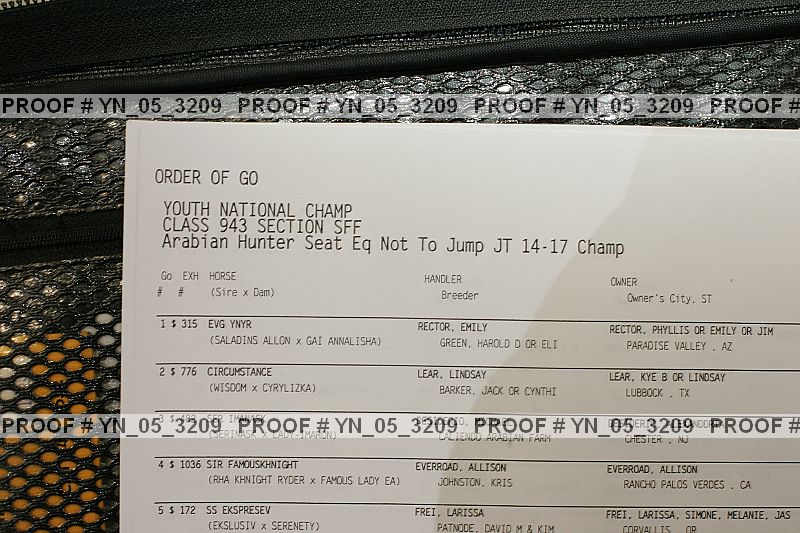 PROOF # YN_05_3209 PROOF # YN_05_3209 PROOF # YN_05_3209 PROOF #
ORDER OF GO
YOUTH NATIONAL CHAMP
CLASS 943 SECTION SFF
Arabian Hunter Seat Eq Not To Jump JT 14-17 Champ
Go EXH HORSE HANDLER OWNER
# # (Sire x Dam) Breeder Owner's City, ST
1 $ 315 EVG YNYR RECTOR, EMILY RECTOR, PHYLLIS OR EMILY OR JIM
(SALADINS ALLON x GAI ANNALISHA) GREEN, HAROLD D OR ELI PARADISE VALLEY , AZ
2 $ 776 CIRCUMSTANCE LEAR, LINDSAY LEAR, KYE B OR LINDSAY
(WISDOM x CYRYLIZKA) BARKER, JACK OR CYNTHI LUBBOCK , TX
PROOF # YN_05_3209 PROOF # YN_05_3209 PROOF # YN_05_3209 PROOF #
CALIENDO ARABIAN FARM CHESTER , NJ
4 $ 1036 SIR FAMOUSKHNIGHT EVERROAD, ALLISON EVERROAD, ALLISON
(RHA KHNIGHT RYDER x FAMOUS LADY EA) JOHNSTON, KRIS RANCHO PALOS VERDES , CA
5 $ 172 SS EKSPRESEV FREI, LARISSA FREI, LARISSA, SIMONE, MELANIE, JAS
(EKSLUSIV x SERENETY) PATNODE, DAVID M & KIM CORVALLIS , OR